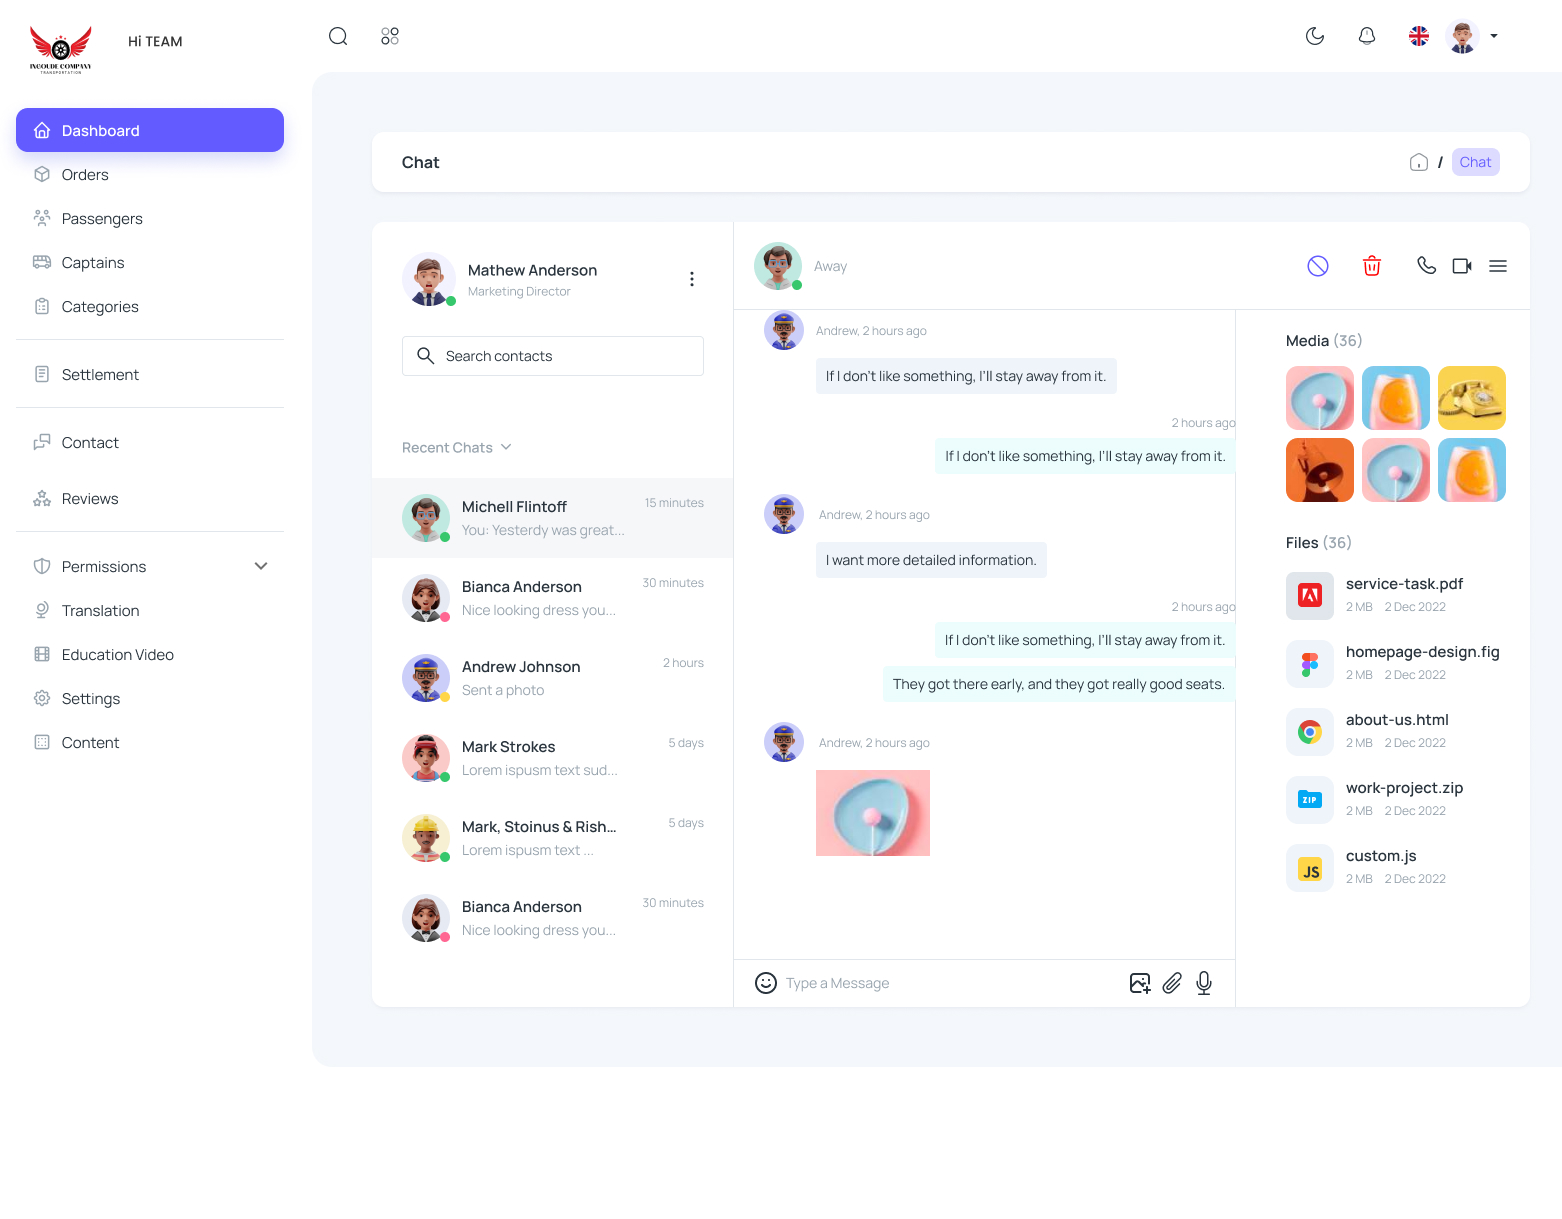 INGOUDE COMPANY
TRANSPORTATION
Hi TEAM
Dashboard
Orders
Passengers
Captains
Categories
Settlement
Contact
Reviews
Permissions
Translation
Education Video
Settings
Content
Chat
/ Chat
Mathew Anderson
Marketing Director
Search contacts
Recent Chats
Michell Flintoff
15 minutes
You: Yesterdy was great...
Bianca Anderson
30 minutes
Nice looking dress you...
Andrew Johnson
2 hours
Sent a photo
Mark Strokes
5 days
Lorem ispusm text sud...
Mark, Stoinus & Rish...
5 days
Lorem ispusm text ...
Bianca Anderson
30 minutes
Nice looking dress you...
Away
Andrew, 2 hours ago
If I don't like something, I'll stay away from it.
2 hours ago
If I don't like something, I'll stay away from it.
Andrew, 2 hours ago
I want more detailed information.
2 hours ago
If I don't like something, I'll stay away from it.
They got there early, and they got really good seats.
Andrew, 2 hours ago
Type a Message
Media (36)
Files (36)
service-task.pdf
2 MB 2 Dec 2022
homepage-design.fig
2 MB 2 Dec 2022
about-us.html
2 MB 2 Dec 2022
ZIP
work-project.zip
2 MB 2 Dec 2022
JS
custom.js
2 MB 2 Dec 2022